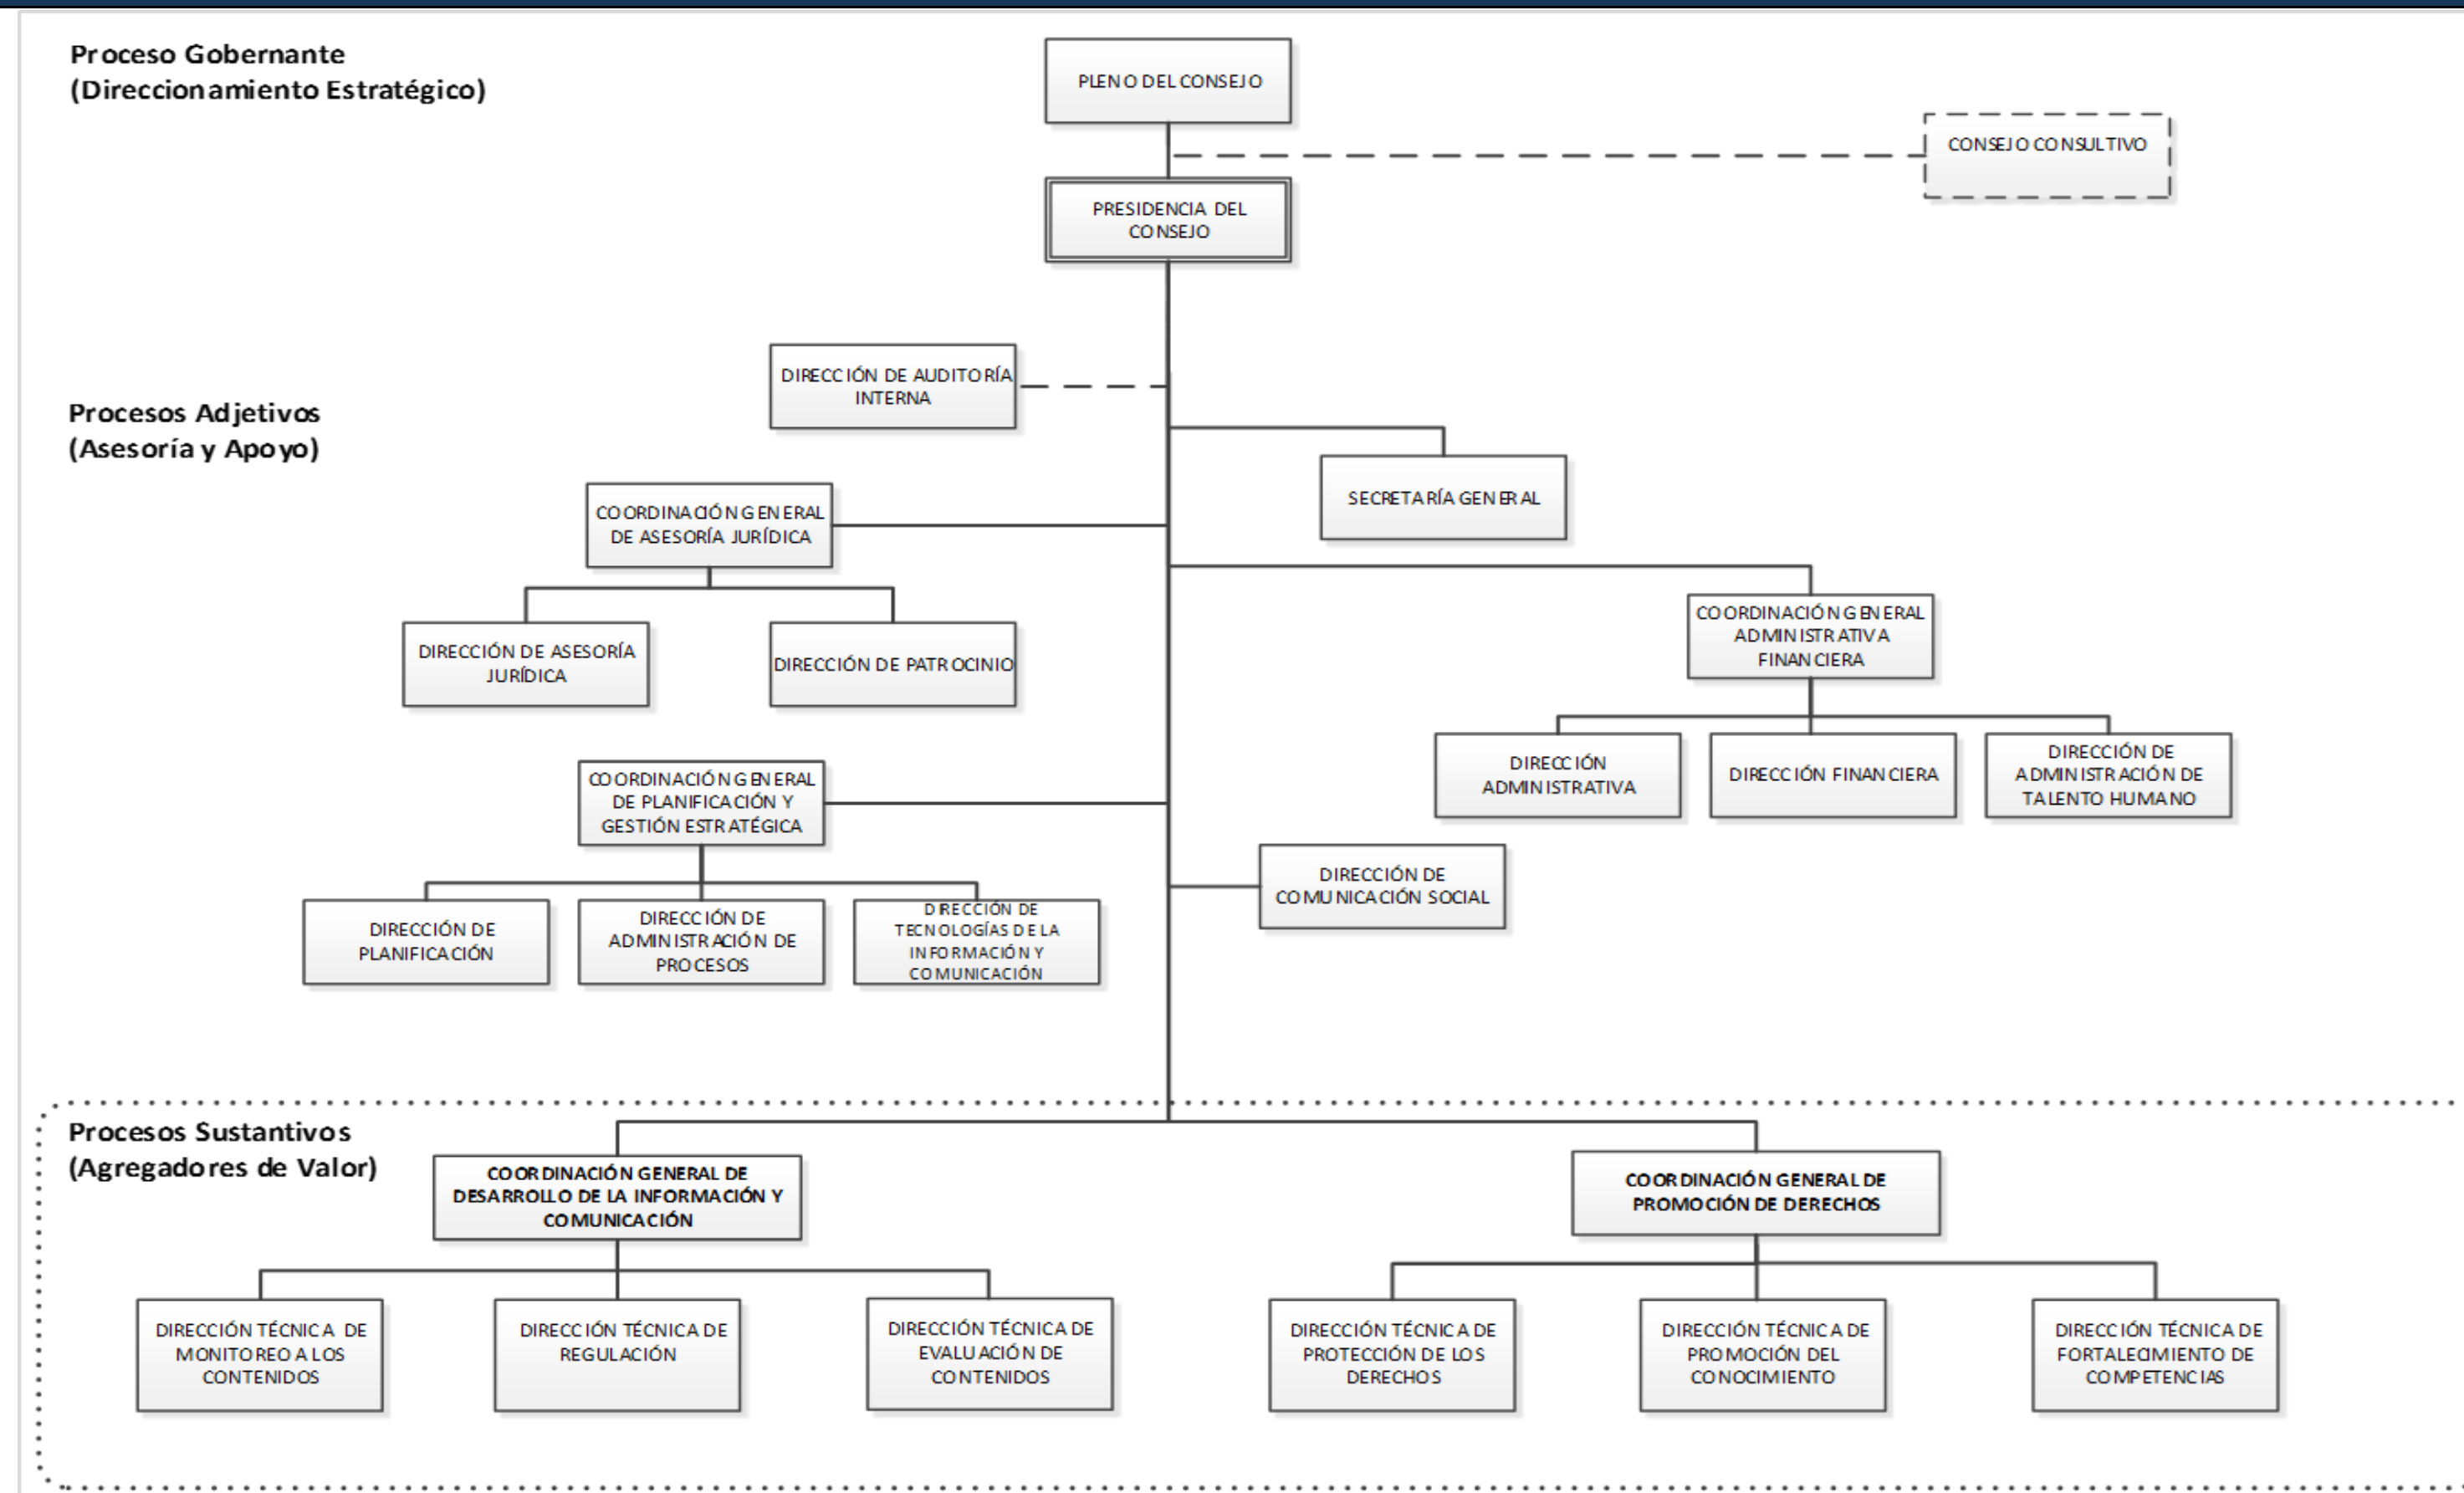 Proceso Gobernante
(Direccionamiento Estratégico)
PLENO DEL CONSEJO
CONSEJO CONSULTIVO
PRESIDENCIA DEL
CONSEJO
DIRECCIÓN DE AUDITORÍA
INTERNA
Procesos Adjetivos
(Asesoría y Apoyo)
SECRETARÍA GENERAL
COORDINACIÓN GENERAL
DE ASESORÍA JURÍDICA
COORDINACIÓN GENERAL
ADMINISTRATIVA
FINANCIERA
DIRECCIÓN DE ASESORÍA
JURÍDICA
DIRECCIÓN DE PATROCINIO
DIRECCIÓN
ADMINISTRATIVA
DIRECCIÓN FINANCIERA
DIRECCIÓN DE
ADMINISTRACIÓN DE
TALENTO HUMANO
COORDINACIÓN GENERAL
DE PLANIFICACIÓN Y
GESTIÓN ESTRATÉGICA
DIRECCIÓN DE
COMUNICACIÓN SOCIAL
DIRECCIÓN DE
PLANIFICACIÓN
DIRECCIÓN DE
ADMINISTRACIÓN DE
PROCESOS
DIRECCIÓN DE
TECNOLOGÍAS DE LA
INFORMACIÓN Y
COMUNICACIÓN
Procesos Sustantivos
(Agregadores de Valor)
COORDINACIÓN GENERAL DE
DESARROLLO DE LA INFORMACIÓN Y
COMUNICACIÓN
COORDINACIÓN GENERAL DE
PROMOCIÓN DE DERECHOS
DIRECCIÓN TÉCNICA DE
MONITOREO A LOS
CONTENIDOS
DIRECCIÓN TÉCNICA DE
REGULACIÓN
DIRECCIÓN TÉCNICA DE
EVALUACIÓN DE
CONTENIDOS
DIRECCIÓN TÉCNICA DE
PROTECCIÓN DE LOS
DERECHOS
DIRECCIÓN TÉCNICA DE
PROMOCIÓN DEL
CONOCIMIENTO
DIRECCIÓN TÉCNICA DE
FORTALECIMIENTO DE
COMPETENCIAS